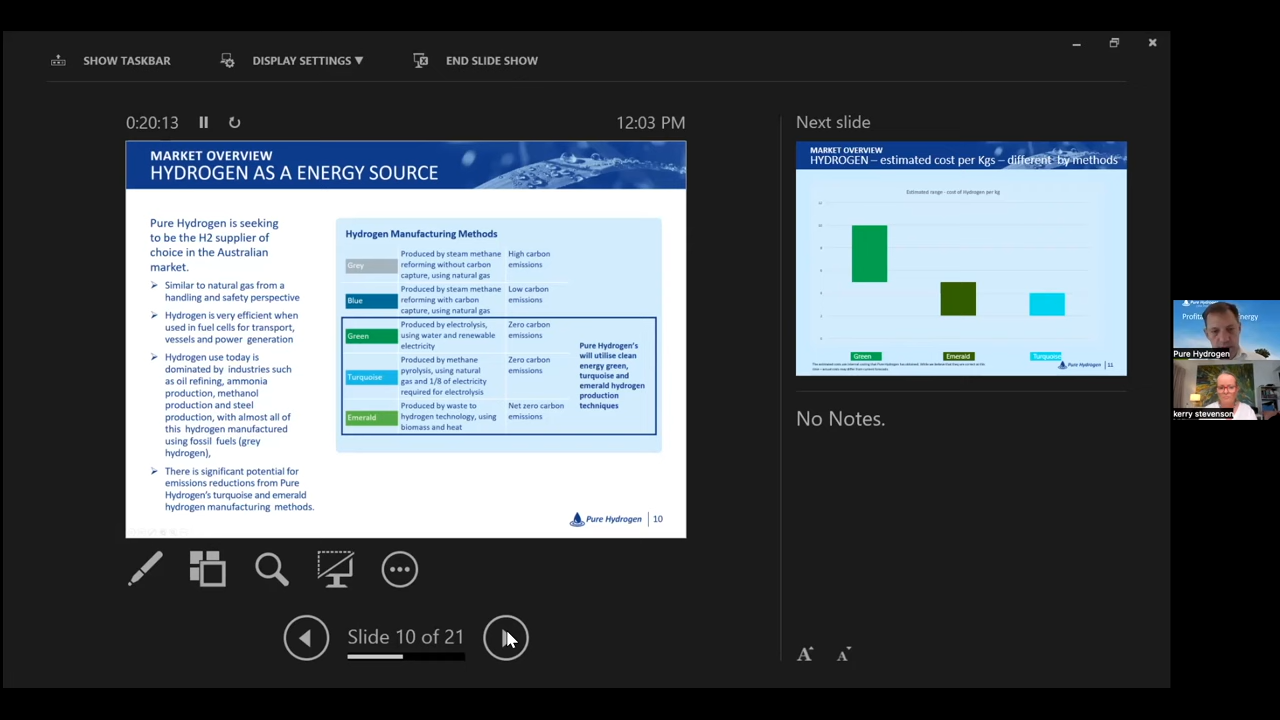 SHOW TASKBAR
DISPLAY SETTINGS ▼
END SLIDE SHOW
0:20:13
12:03 PM
MARKET OVERVIEW
HYDROGEN AS A ENERGY SOURCE
Pure Hydrogen is seeking
to be the H2 supplier of
choice in the Australian
market.
Similar to natural gas from a
handling and safety perspective
Hydrogen is very efficient when
used in fuel cells for transport,
vessels and power generation
Hydrogen use today is
dominated by industries such
as oil refining, ammonia
production, methanol
production and steel
production, with almost all of
this hydrogen manufactured
using fossil fuels (grey
hydrogen),
There is significant potential for
emissions reductions from Pure
Hydrogen's turquoise and emerald
hydrogen manufacturing methods.
Hydrogen Manufacturing Methods
Grey
Produced by steam methane
reforming without carbon
capture, using natural gas
High carbon
emissions
Blue
Produced by steam methane
reforming with carbon
capture, using natural gas
Low carbon
emissions
Green
Produced by electrolysis,
using water and renewable
electricity
Zero carbon
emissions
Turquoise
Produced by methane
pyrolysis, using natural
gas and 1/8 of electricity
required for electrolysis
Zero carbon
emissions
Emerald
Produced by waste to
hydrogen technology, using
biomass and heat
Net zero carbon
emissions
Pure Hydrogen's
will utilise clean
energy green,
turquoise and
emerald hydrogen
production
techniques
Pure Hydrogen
10
Slide 10 of 21
Next slide
MARKET OVERVIEW
HYDROGEN – estimated cost per Kgs – different by methods
Estimated range - cost of Hydrogen per kg
Green
Emerald
Turquoise
Pure Hydrogen
11
No Notes.
A A
Pure Hydrogen
kerry stevenson